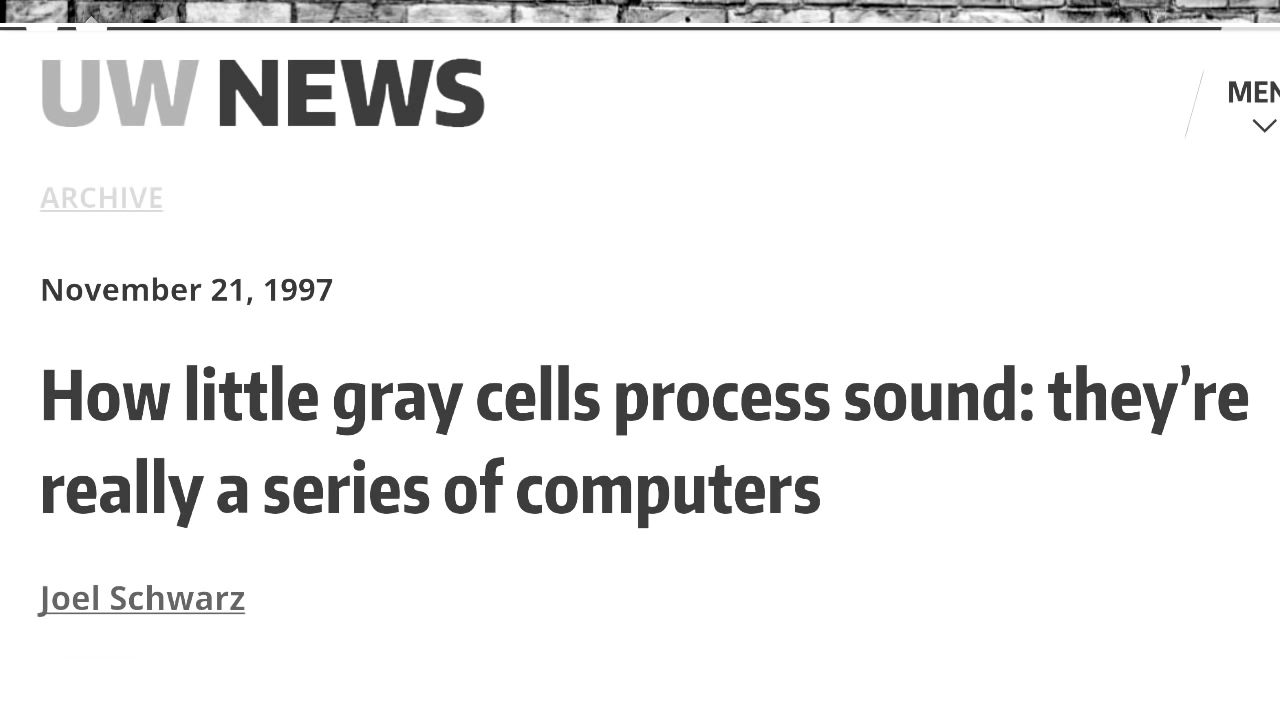 UW NEWS
MEN
ARCHIVE
November 21, 1997
How little gray cells process sound: they’re
really a series of computers
Joel Schwarz